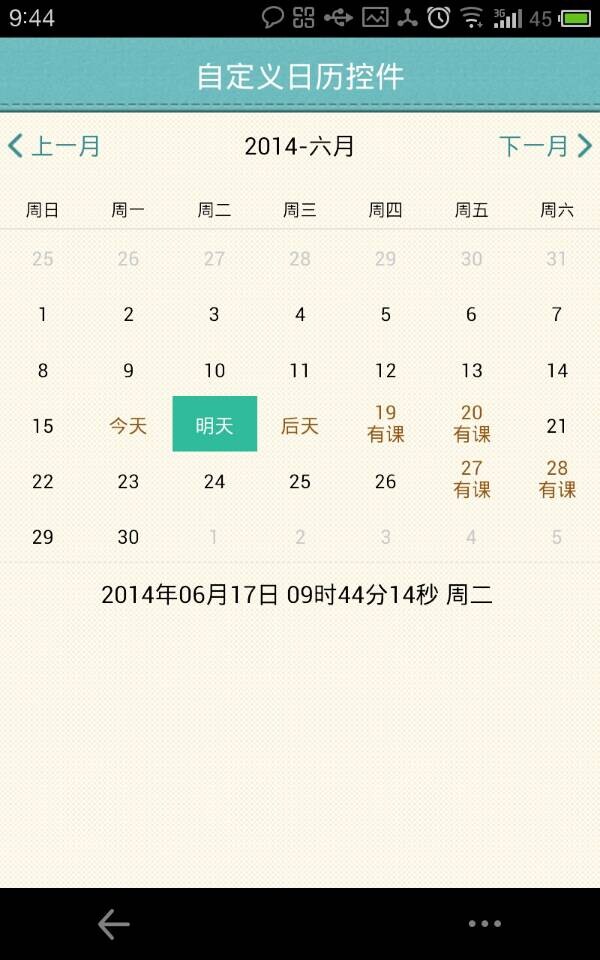 9:44 3G 45
自定义日历控件
上一月 2014-六月 下一月
周日 周一 周二 周三 周四 周五 周六
25 26 27 28 29 30 31
1 2 3 4 5 6 7
8 9 10 11 12 13 14
15 今天 明天 后天 19 有课 20 有课 21
22 23 24 25 26 27 有课 28 有课
29 30 1 2 3 4 5
2014年06月17日 09时44分14秒 周二